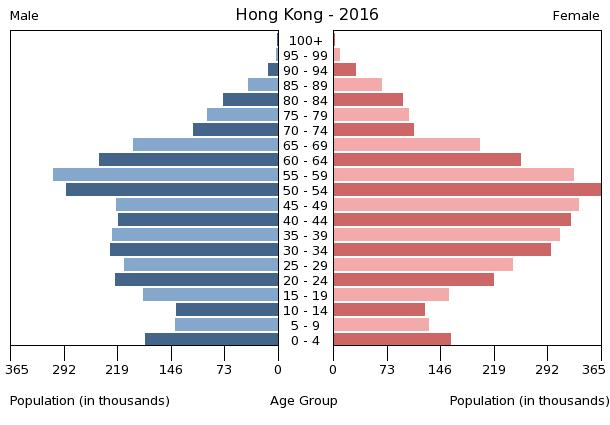 Hong Kong - 2016
Male
Female
100+
95 - 99
90 - 94
85 - 89
80 - 84
75 - 79
70 - 74
65 - 69
60 - 64
55 - 59
50 - 54
45 - 49
40 - 44
35 - 39
30 - 34
25 - 29
20 - 24
15 - 19
10 - 14
5 - 9
0 - 4
365 292 219 146 73 0 0 73 146 219 292 365
Population (in thousands) Age Group Population (in thousands)